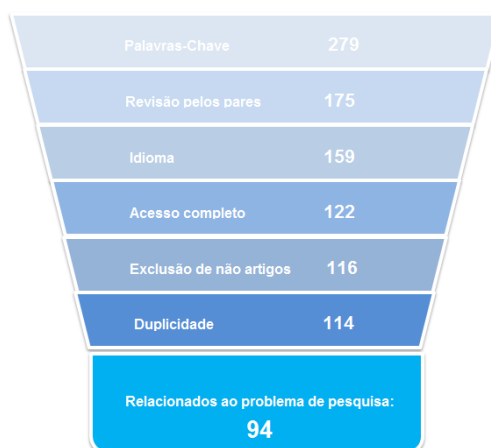 Palavras-Chave 279
Revisão pelos pares 175
Idioma 159
Acesso completo 122
Exclusão de não artigos 116
Duplicidade 114
Relacionados ao problema de pesquisa:
94